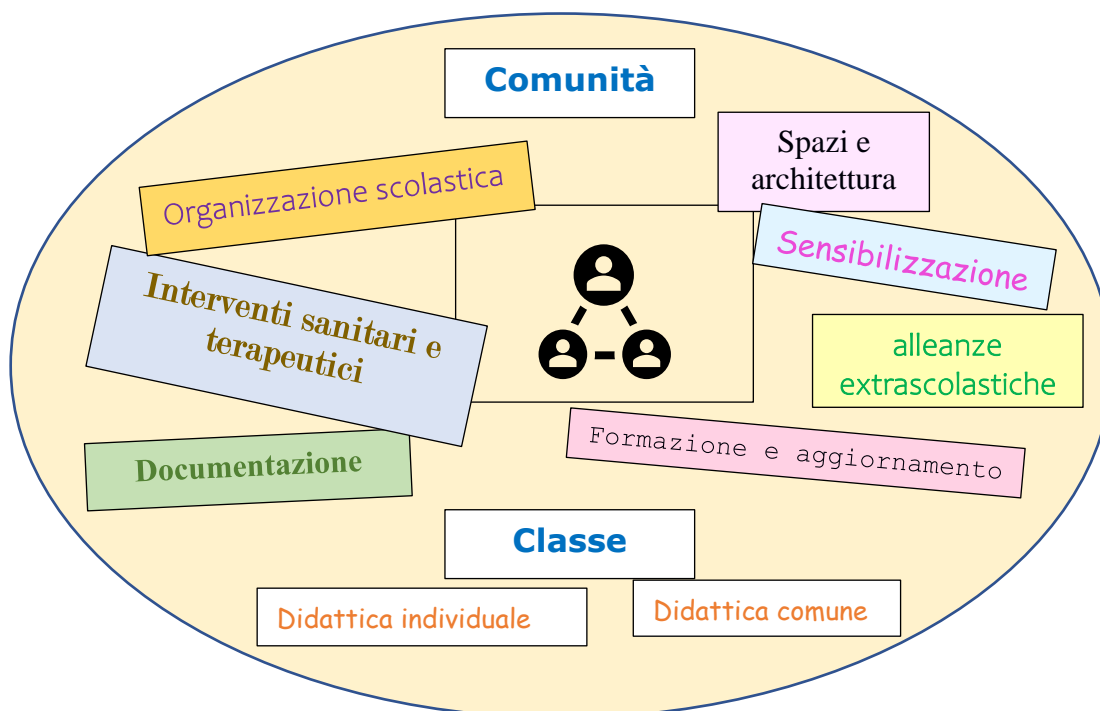 Comunità
Spazi e
architettura
Organizzazione scolastica
Sensibilizzazione
Interventi sanitari e
terapeutici
alleanze
extrascolastiche
Formazione e aggiornamento
Documentazione
Classe
Didattica individuale
Didattica comune